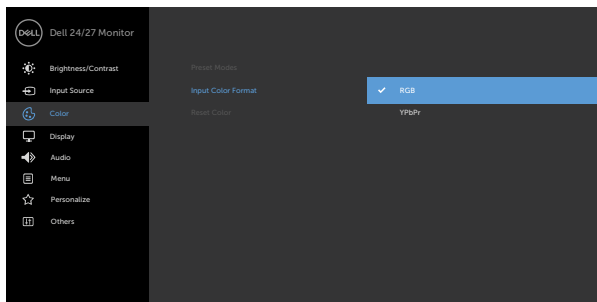 DELL
Dell 24/27 Monitor
Brightness/Contrast
Input Source
Color
Display
Audio
Menu
Personalize
Others
Preset Modes
Input Color Format
Reset Color
RGB
YPbPr